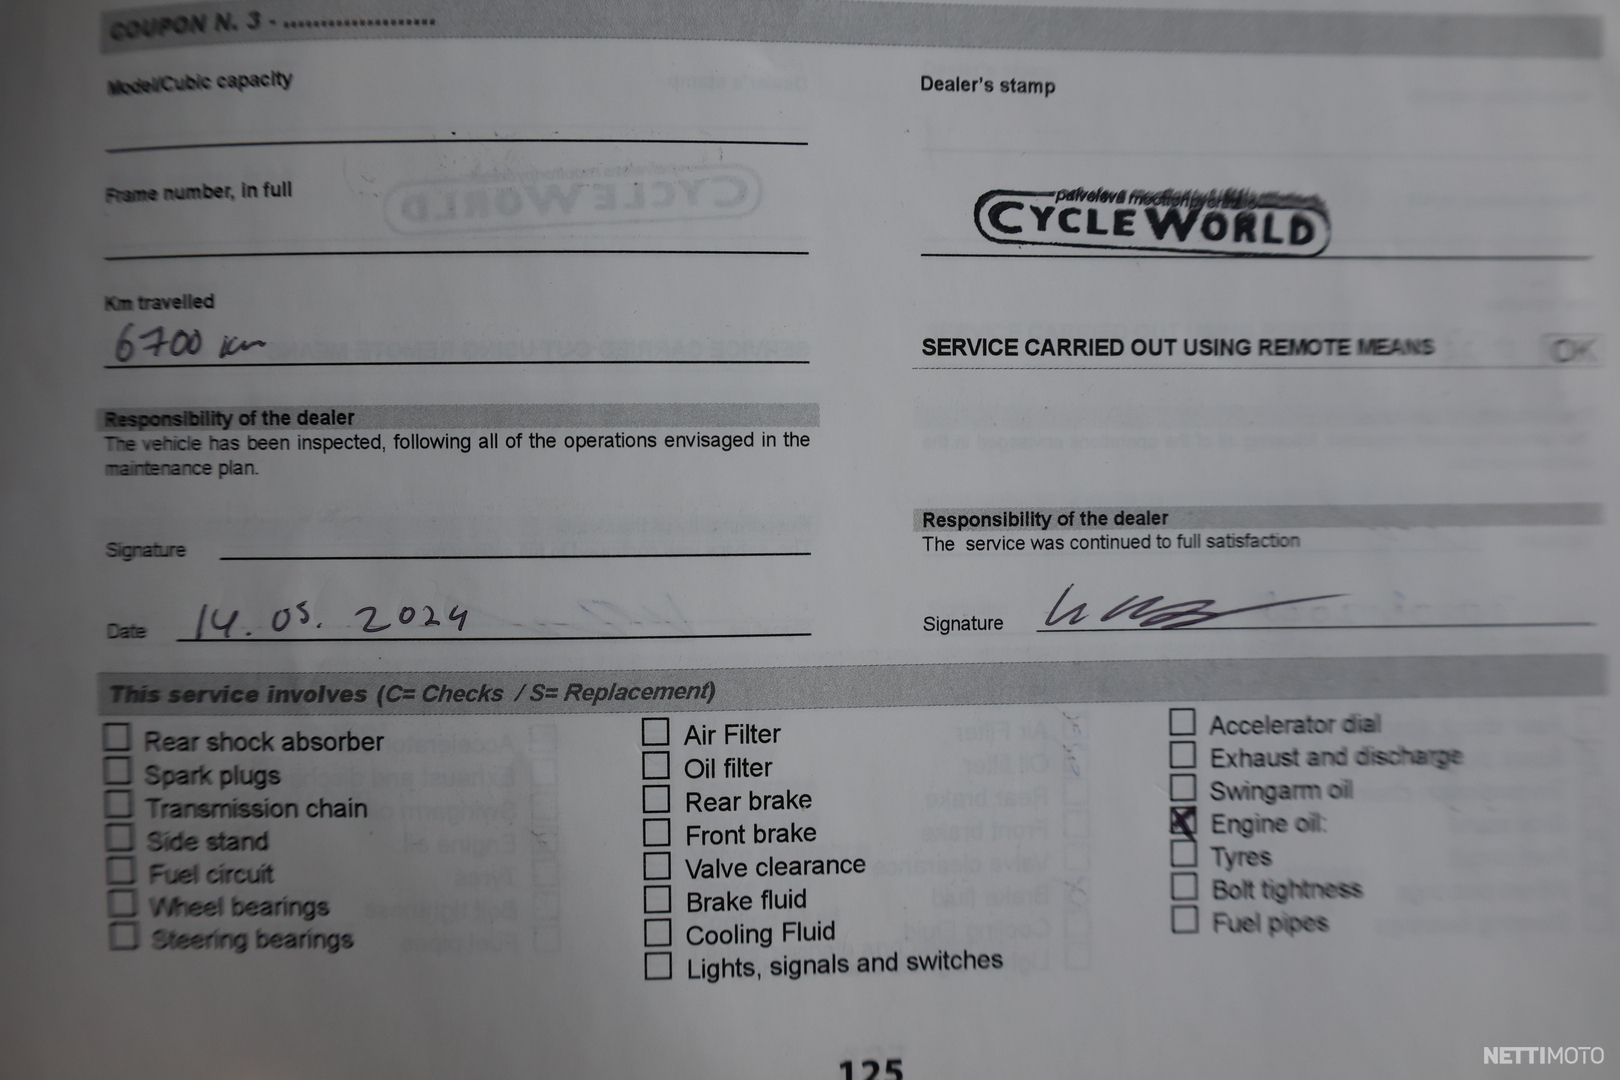 COUPON N. 3 - ....................
Model/Cubic capacity
Frame number, in full
Km travelled
6700 km
Responsibility of the dealer
The vehicle has been inspected, following all of the operations envisaged in the
maintenance plan.
Signature
Date 14.05.2024
Dealer's stamp
palveleva
CYCLE WORLD
SERVICE CARRIED OUT USING REMOTE MEANS OK
Responsibility of the dealer
The service was continued to full satisfaction
Signature
This service involves (C= Checks / S= Replacement)
Rear shock absorber
Spark plugs
Transmission chain
Side stand
Fuel circuit
Wheel bearings
Steering bearings
Air Filter
Oil filter
Rear brake
Front brake
Valve clearance
Brake fluid
Cooling Fluid
Lights, signals and switches
Accelerator dial
Exhaust and discharge
Swingarm oil
Engine oil:
Tyres
Bolt tightness
Fuel pipes
125
NETTIMOTO